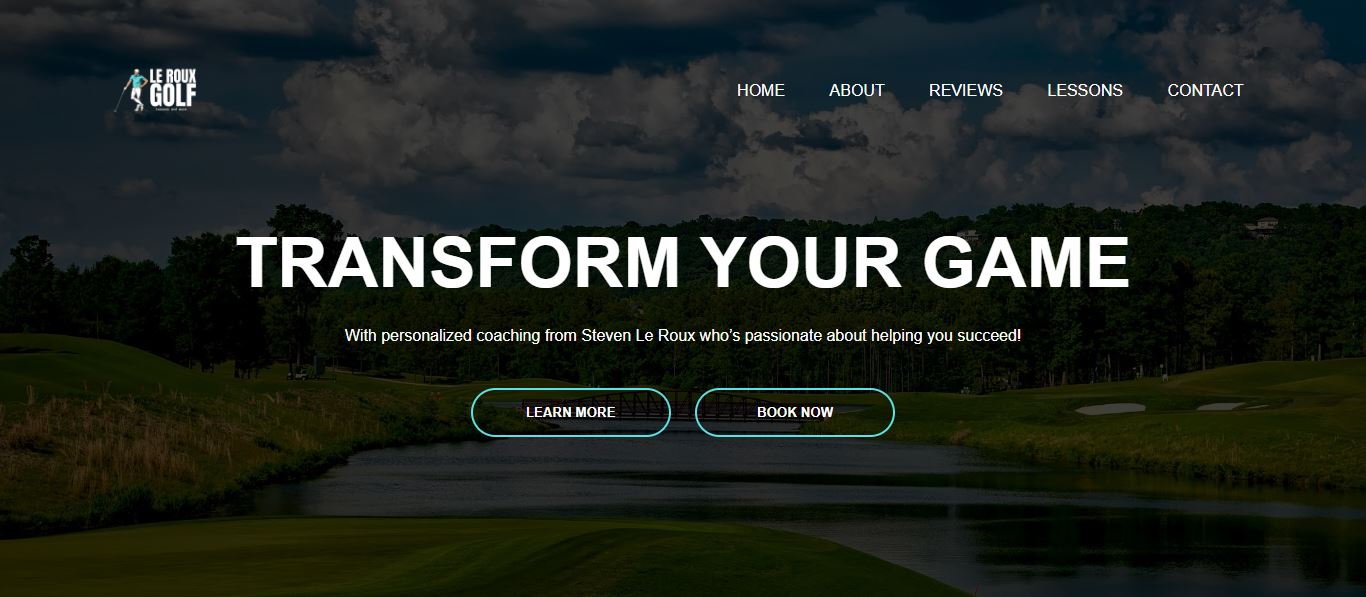 LE ROUX
GOLF
HOME ABOUT REVIEWS LESSONS CONTACT
TRANSFORM YOUR GAME
With personalized coaching from Steven Le Roux who’s passionate about helping you succeed!
LEARN MORE BOOK NOW